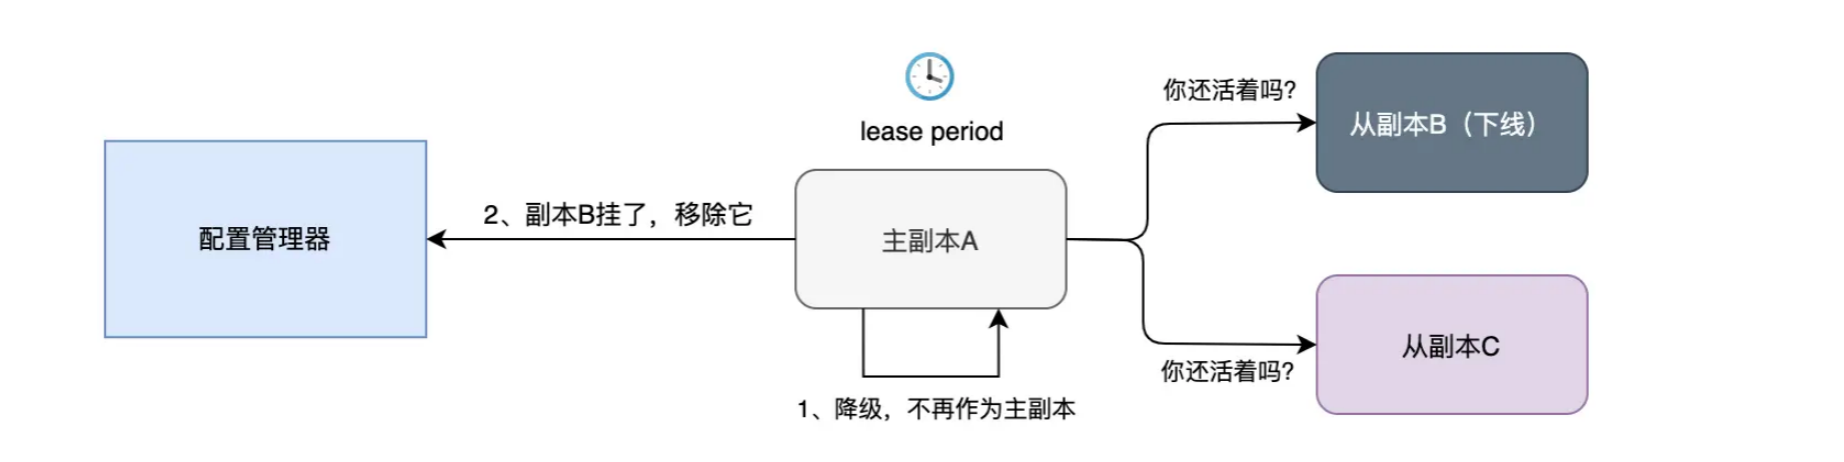 lease period
你还活着吗?
从副本B（下线）
2、副本B挂了，移除它
配置管理器
主副本A
从副本C
你还活着吗?
1、降级，不再作为主副本